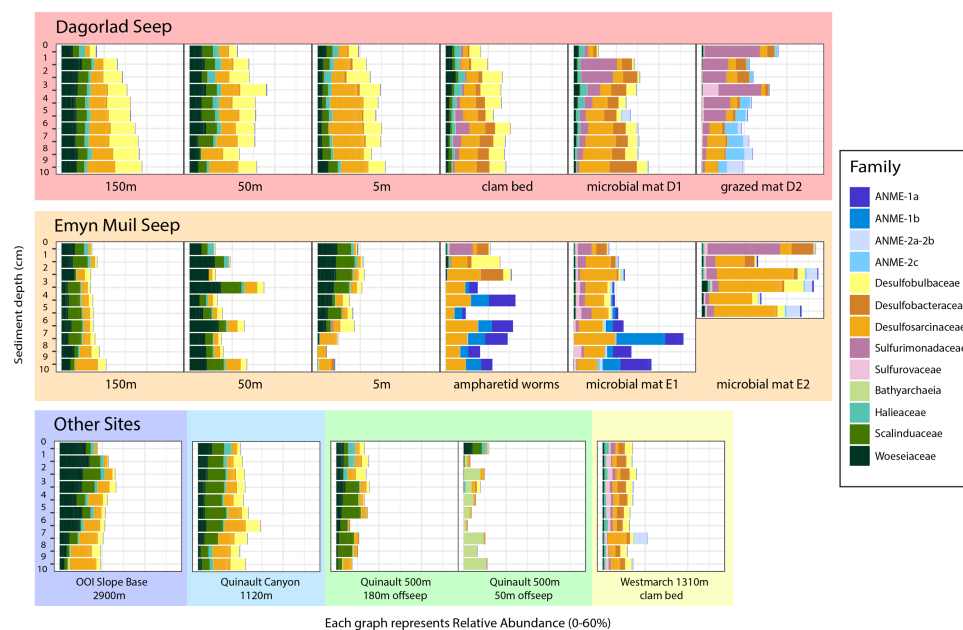 Dagorlad Seep
0
1
2
3
4
5
6
7
8
9
10
150m
50m
5m
clam bed
microbial mat D1
grazed mat D2
Emyn Muil Seep
0
1
2
3
4
5
6
7
8
9
10
150m
50m
5m
ampharetid worms
microbial mat E1
microbial mat E2
Sediment depth (cm)
Other Sites
0
1
2
3
4
5
6
7
8
9
10
OOI Slope Base
2900m
Quinault Canyon
1120m
Quinault 500m
180m offseep
Quinault 500m
50m offseep
Westmarch 1310m
clam bed
Each graph represents Relative Abundance (0-60%)
Family
ANME-1a
ANME-1b
ANME-2a-2b
ANME-2c
Desulfobulbaceae
Desulfobacteracea
Desulfosarcinaceae
Sulfurimonadaceae
Sulfurovaceae
Bathyarchaeia
Halieaceae
Scalinduaceae
Woeseiaceae